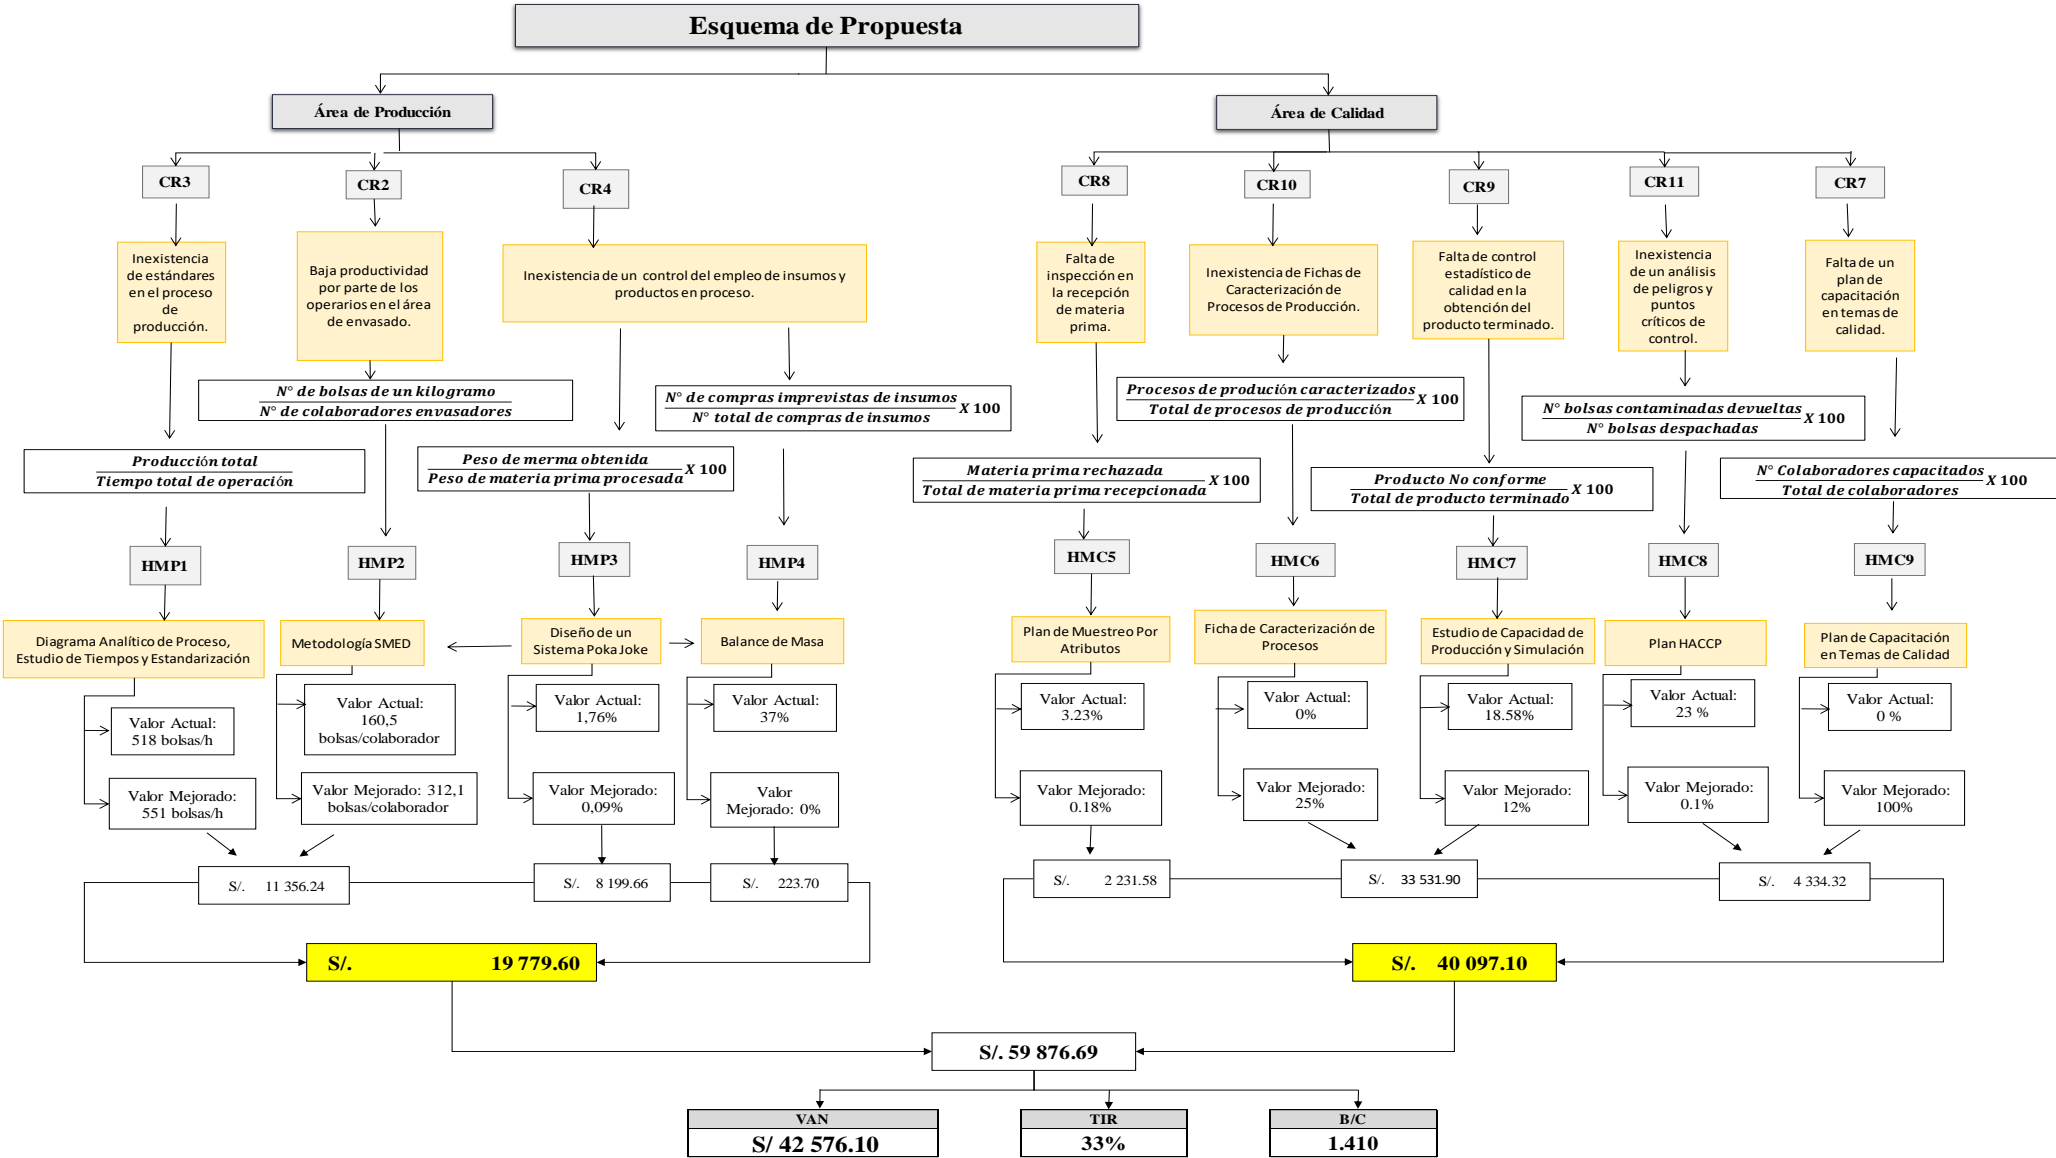 Esquema de Propuesta
Área de Producción
Área de Calidad
CR3
CR2
CR4
CR8
CR10
CR9
CR11
CR7
Inexistencia
de estándares
en el proceso
de
producción.
Baja productividad
por parte de los
operarios en el área
de envasado.
Inexistencia de un control del empleo de insumos y
productos en proceso.
Falta de
inspección en
la recepción
de materia
prima.
Inexistencia de Fichas de
Caracterización de
Procesos de Producción.
Falta de control
estadístico de
calidad en la
obtención del
producto terminado.
Inexistencia
de un análisis
de peligros y
puntos
críticos de
control.
Falta de un
plan de
capacitación
en temas de
calidad.
N° de bolsas de un kilogramo
N° de colaboradores envasadores
N° de compras imprevistas de insumos
N° total de compras de insumos
X 100
Procesos de produción caracterizados
Total de procesos de producción
X 100
N° bolsas contaminadas devueltas
N° bolsas despachadas
X 100
Producción total
Tiempo total de operación
Peso de merma obtenida
Peso de materia prima procesada
X 100
Materia prima rechazada
Total de materia prima recepcionada
X 100
Producto No conforme
Total de producto terminado
X 100
N° Colaboradores capacitados
Total de colaboradores
X 100
HMP1
HMP2
HMP3
HMP4
HMC5
HMC6
HMC7
HMC8
HMC9
Diagrama Analítico de Proceso,
Estudio de Tiempos y Estandarización
Metodología SMED
Diseño de un
Sistema Poka Joke
Balance de Masa
Plan de Muestreo Por
Atributos
Ficha de Caracterización de
Procesos
Estudio de Capacidad de
Producción y Simulación
Plan HACCP
Plan de Capacitación
en Temas de Calidad
Valor Actual:
518 bolsas/h
Valor Actual:
160,5
bolsas/colaborador
Valor Actual:
1,76%
Valor Actual:
37%
Valor Actual:
3.23%
Valor Actual:
0%
Valor Actual:
18.58%
Valor Actual:
23 %
Valor Actual:
0 %
Valor Mejorado:
551 bolsas/h
Valor Mejorado: 312,1
bolsas/colaborador
Valor Mejorado:
0,09%
Valor
Mejorado: 0%
Valor Mejorado:
0.18%
Valor Mejorado:
25%
Valor Mejorado:
12%
Valor Mejorado:
0.1%
Valor Mejorado:
100%
S/. 11 356.24
S/. 8 199.66
S/. 223.70
S/. 2 231.58
S/. 33 531.90
S/. 4 334.32
S/. 19 779.60
S/. 40 097.10
S/. 59 876.69
VAN
S/ 42 576.10
TIR
33%
B/C
1.410